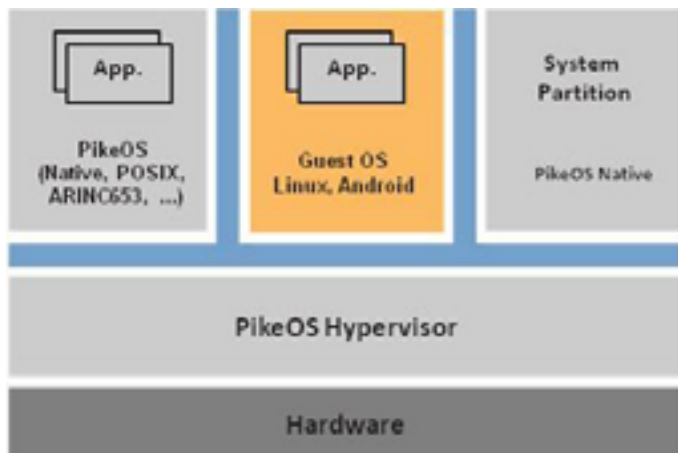 App.
PikeOS
(Native, POSIX,
ARINC653, ...)
App.
Guest OS
Linux, Android
System
Partition
PikeOS Native
PikeOS Hypervisor
Hardware